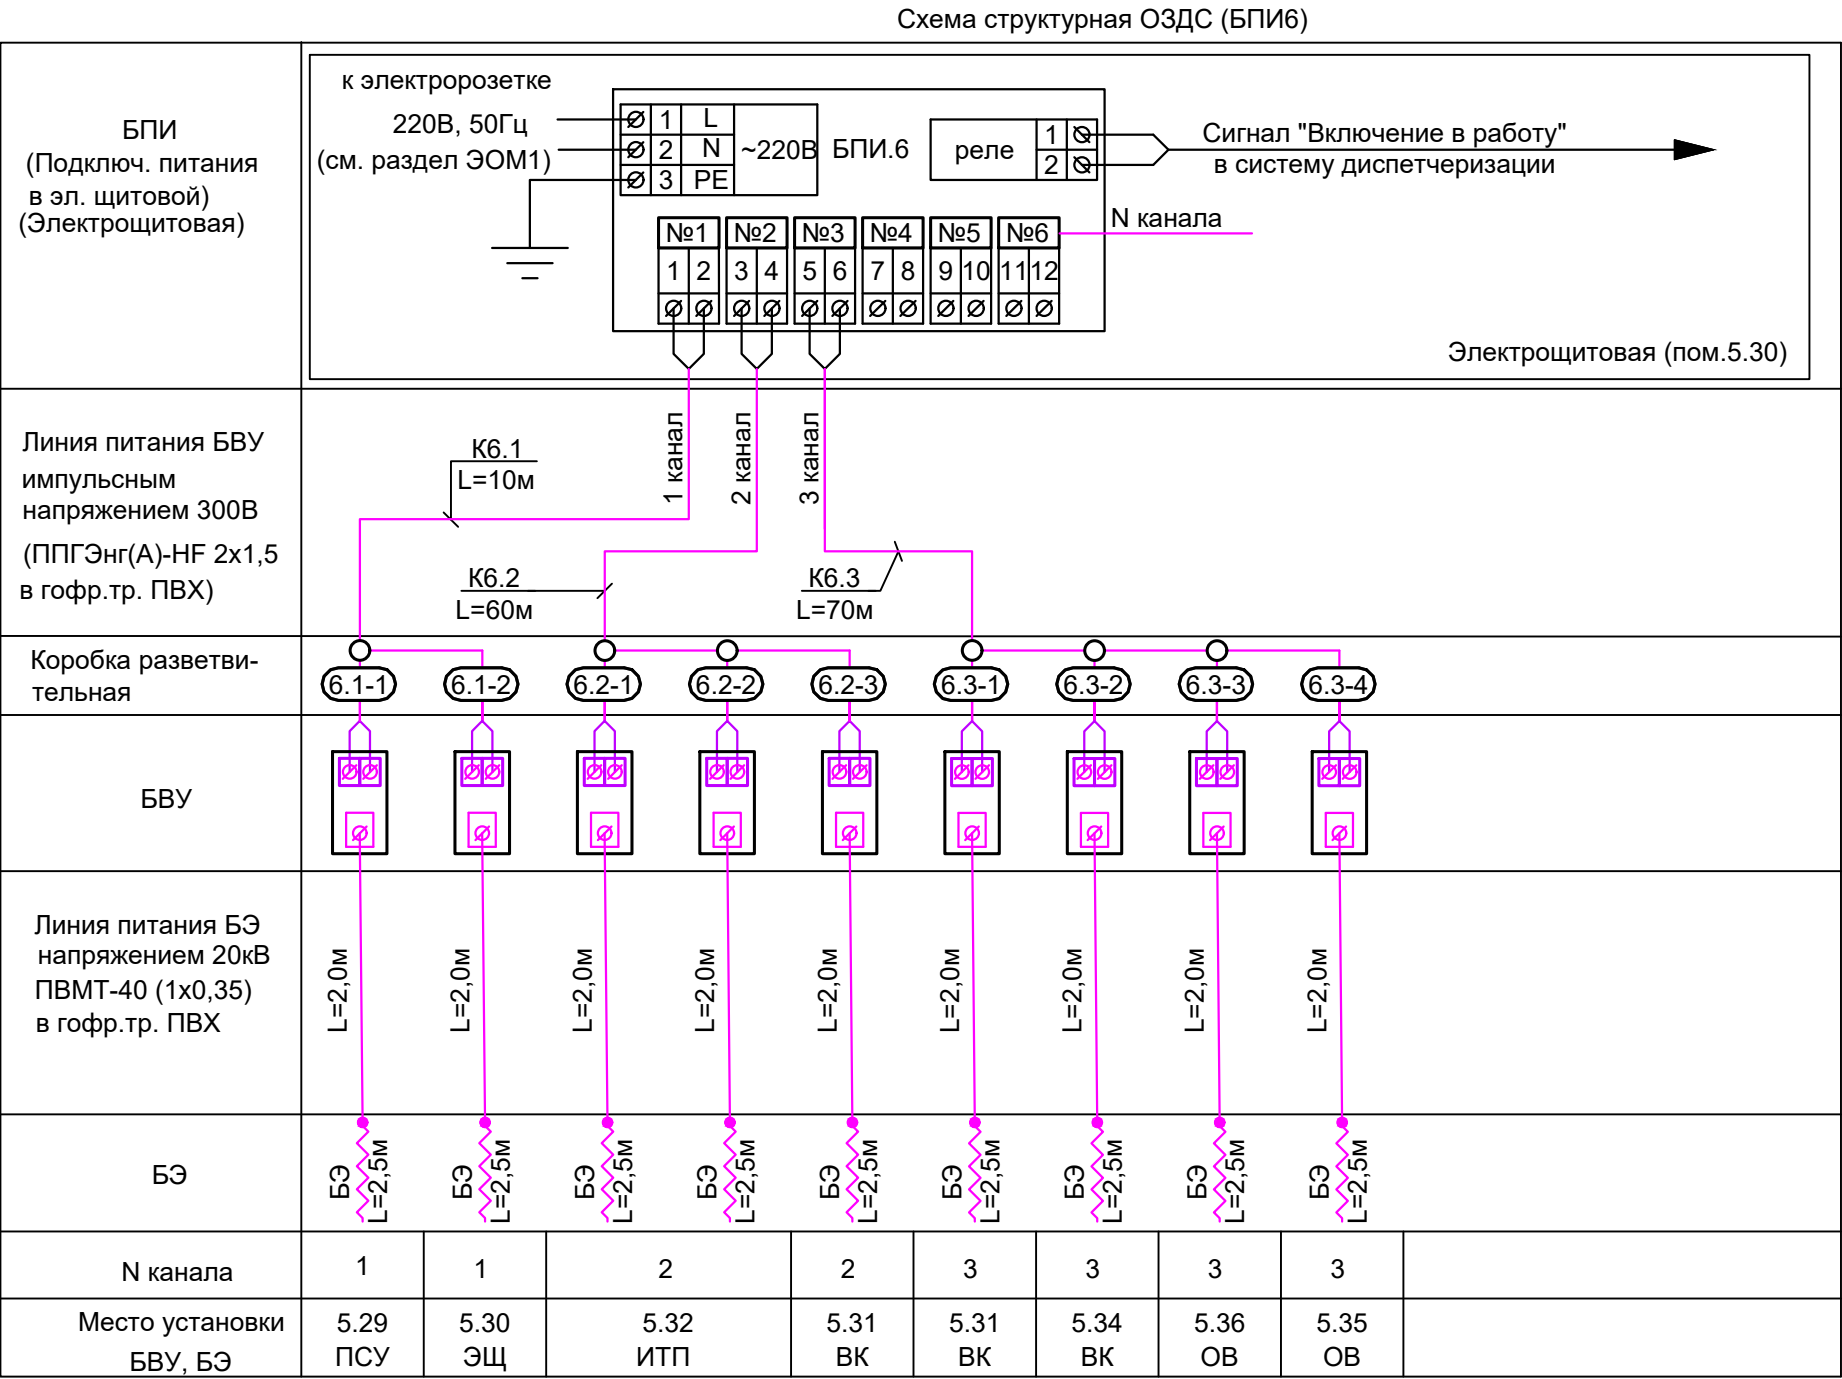 Схема структурная ОЗДС (БПИ6)
БПИ
(Подключ. питания
в эл. щитовой)
(Электрощитовая)
к электророзетке
220В, 50Гц
(см. раздел ЭОМ1)
1 L
2 N
3 PE
~220В
БПИ.6
реле
1
2
Сигнал "Включение в работу"
в систему диспетчеризации
№1 №2 №3 №4 №5 №6
N канала
1 2 3 4 5 6 7 8 9 10 11 12
Электрощитовая (пом.5.30)
Линия питания БВУ
импульсным
напряжением 300В
(ППГЭнг(А)-HF 2х1,5
в гофр.тр. ПВХ)
К6.1
L=10м
1 канал
2 канал
3 канал
К6.2
L=60м
К6.3
L=70м
Коробка разветви-
тельная
6.1-1 6.1-2 6.2-1 6.2-2 6.2-3 6.3-1 6.3-2 6.3-3 6.3-4
БВУ
Линия питания БЭ
напряжением 20кВ
ПВМТ-40 (1х0,35)
в гофр.тр. ПВХ
L=2,0м
L=2,0м
L=2,0м
L=2,0м
L=2,0м
L=2,0м
L=2,0м
L=2,0м
L=2,0м
БЭ
БЭ
L=2,5м
БЭ
L=2,5м
БЭ
L=2,5м
БЭ
L=2,5м
БЭ
L=2,5м
БЭ
L=2,5м
БЭ
L=2,5м
БЭ
L=2,5м
БЭ
L=2,5м
N канала
1 1 2 2 3 3 3 3
Место установки
БВУ, БЭ
5.29 5.30 5.32 5.31 5.31 5.34 5.36 5.35
ПСУ ЭЩ ИТП ВК ВК ВК ОВ ОВ